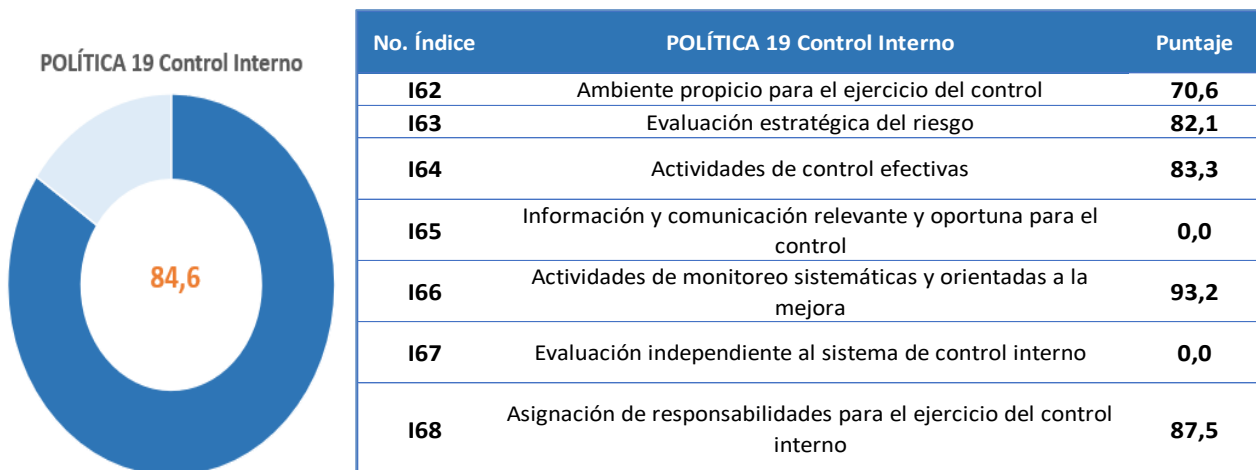 POLÍTICA 19 Control Interno
84,6
No. Índice POLÍTICA 19 Control Interno Puntaje
I62 Ambiente propicio para el ejercicio del control 70,6
I63 Evaluación estratégica del riesgo 82,1
I64 Actividades de control efectivas 83,3
I65 Información y comunicación relevante y oportuna para el
control 0,0
I66 Actividades de monitoreo sistemáticas y orientadas a la
mejora 93,2
I67 Evaluación independiente al sistema de control interno 0,0
I68 Asignación de responsabilidades para el ejercicio del control
interno 87,5